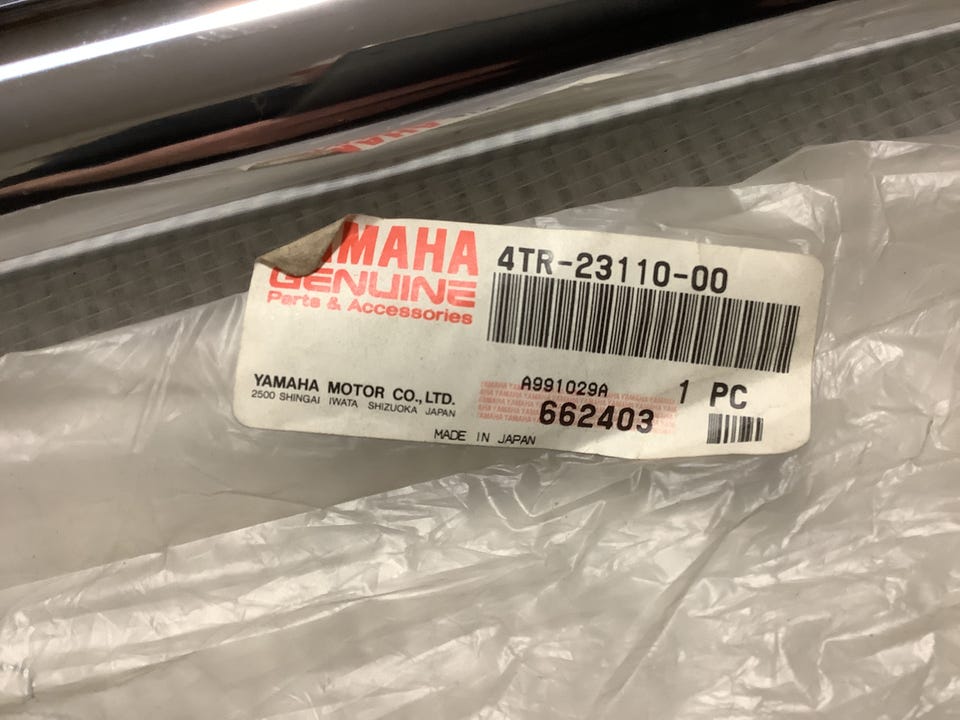 AMAHA
GENUINE
Parts & Accessories
4TR-23110-00
YAMAHA MOTOR CO., LTD.
2500 SHINGAI IWATA SHIZUOKA JAPAN
A991029A
1 PC
662403
MADE IN JAPAN